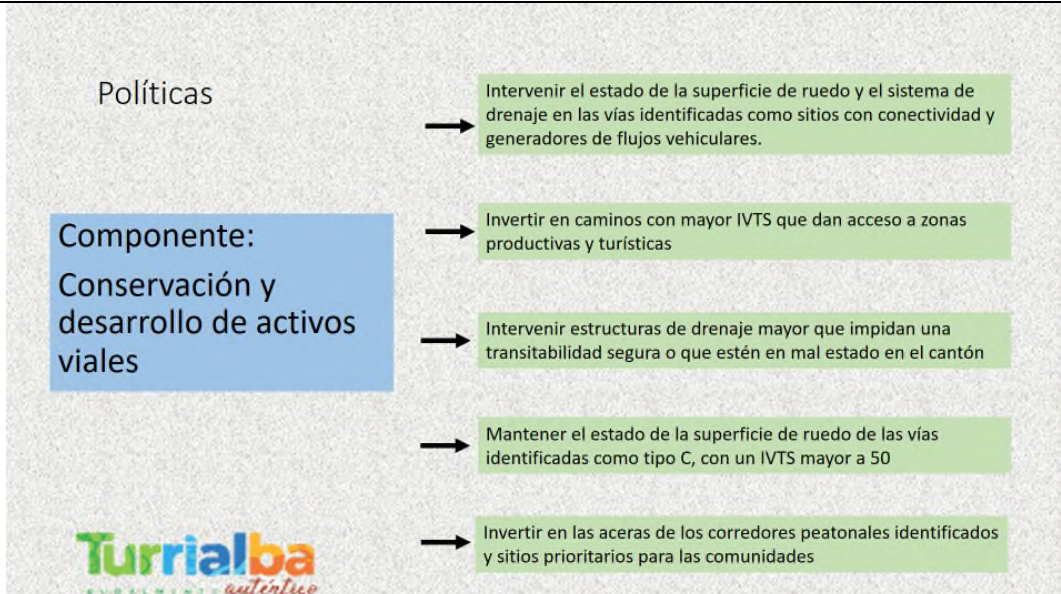 Políticas
Intervenir el estado de la superficie de ruedo y el sistema de
drenaje en las vías identificadas como sitios con conectividad y
generadores de flujos vehiculares.
Componente:
Conservación y
desarrollo de activos
viales
Invertir en caminos con mayor IVTS que dan acceso a zonas
productivas y turísticas
Intervenir estructuras de drenaje mayor que impidan una
transitabilidad segura o que estén en mal estado en el cantón
Mantener el estado de la superficie de ruedo de las vías
identificadas como tipo C, con un IVTS mayor a 50
Invertir en las aceras de los corredores peatonales identificados
y sitios prioritarios para las comunidades
Turrialba
auténtico